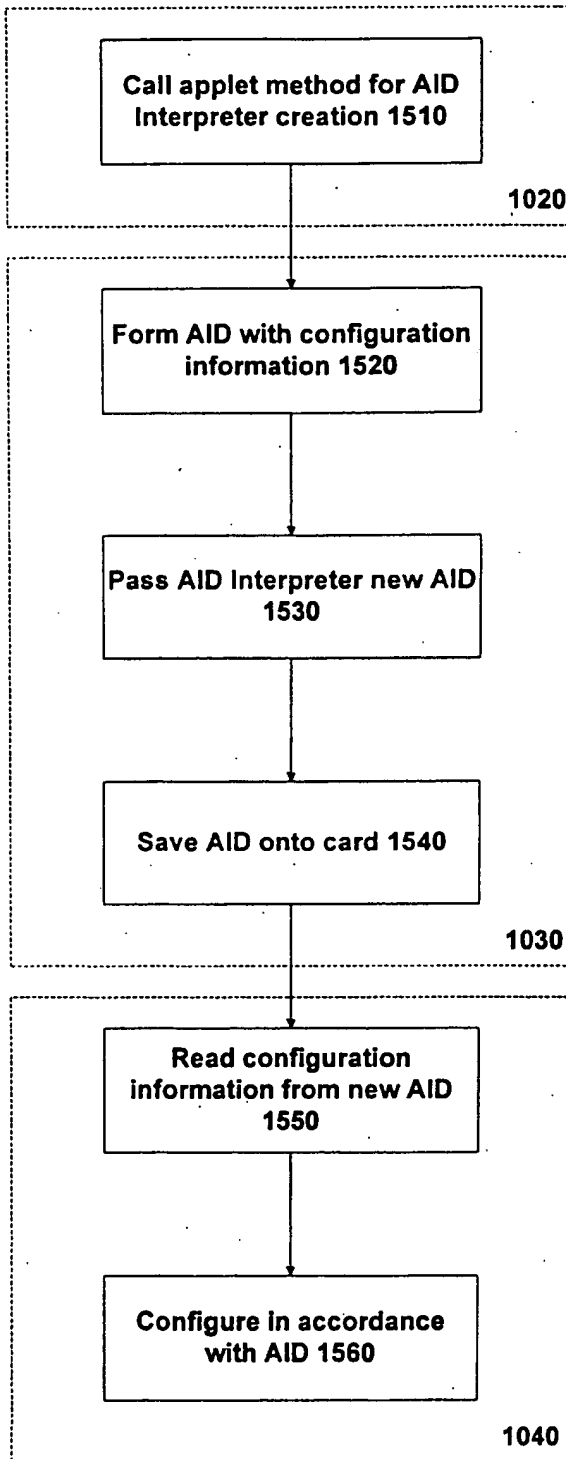 Call applet method for AID
Interpreter creation 1510
1020
Form AID with configuration
information 1520
Pass AID Interpreter new AID
1530
Save AID onto card 1540
1030
Read configuration
information from new AID
1550
Configure in accordance
with AID 1560
1040